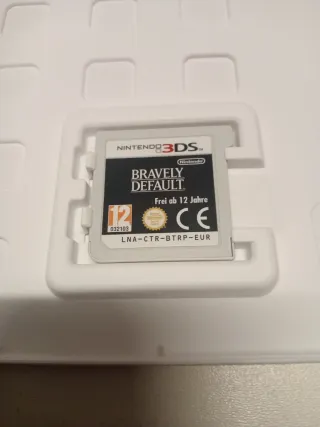 NINTENDO 3DS
Nintendo
BRAVELY
DEFAULT
Frei ab 12 Jahre
12
CE
LNA-CTR-BTRP-EUR